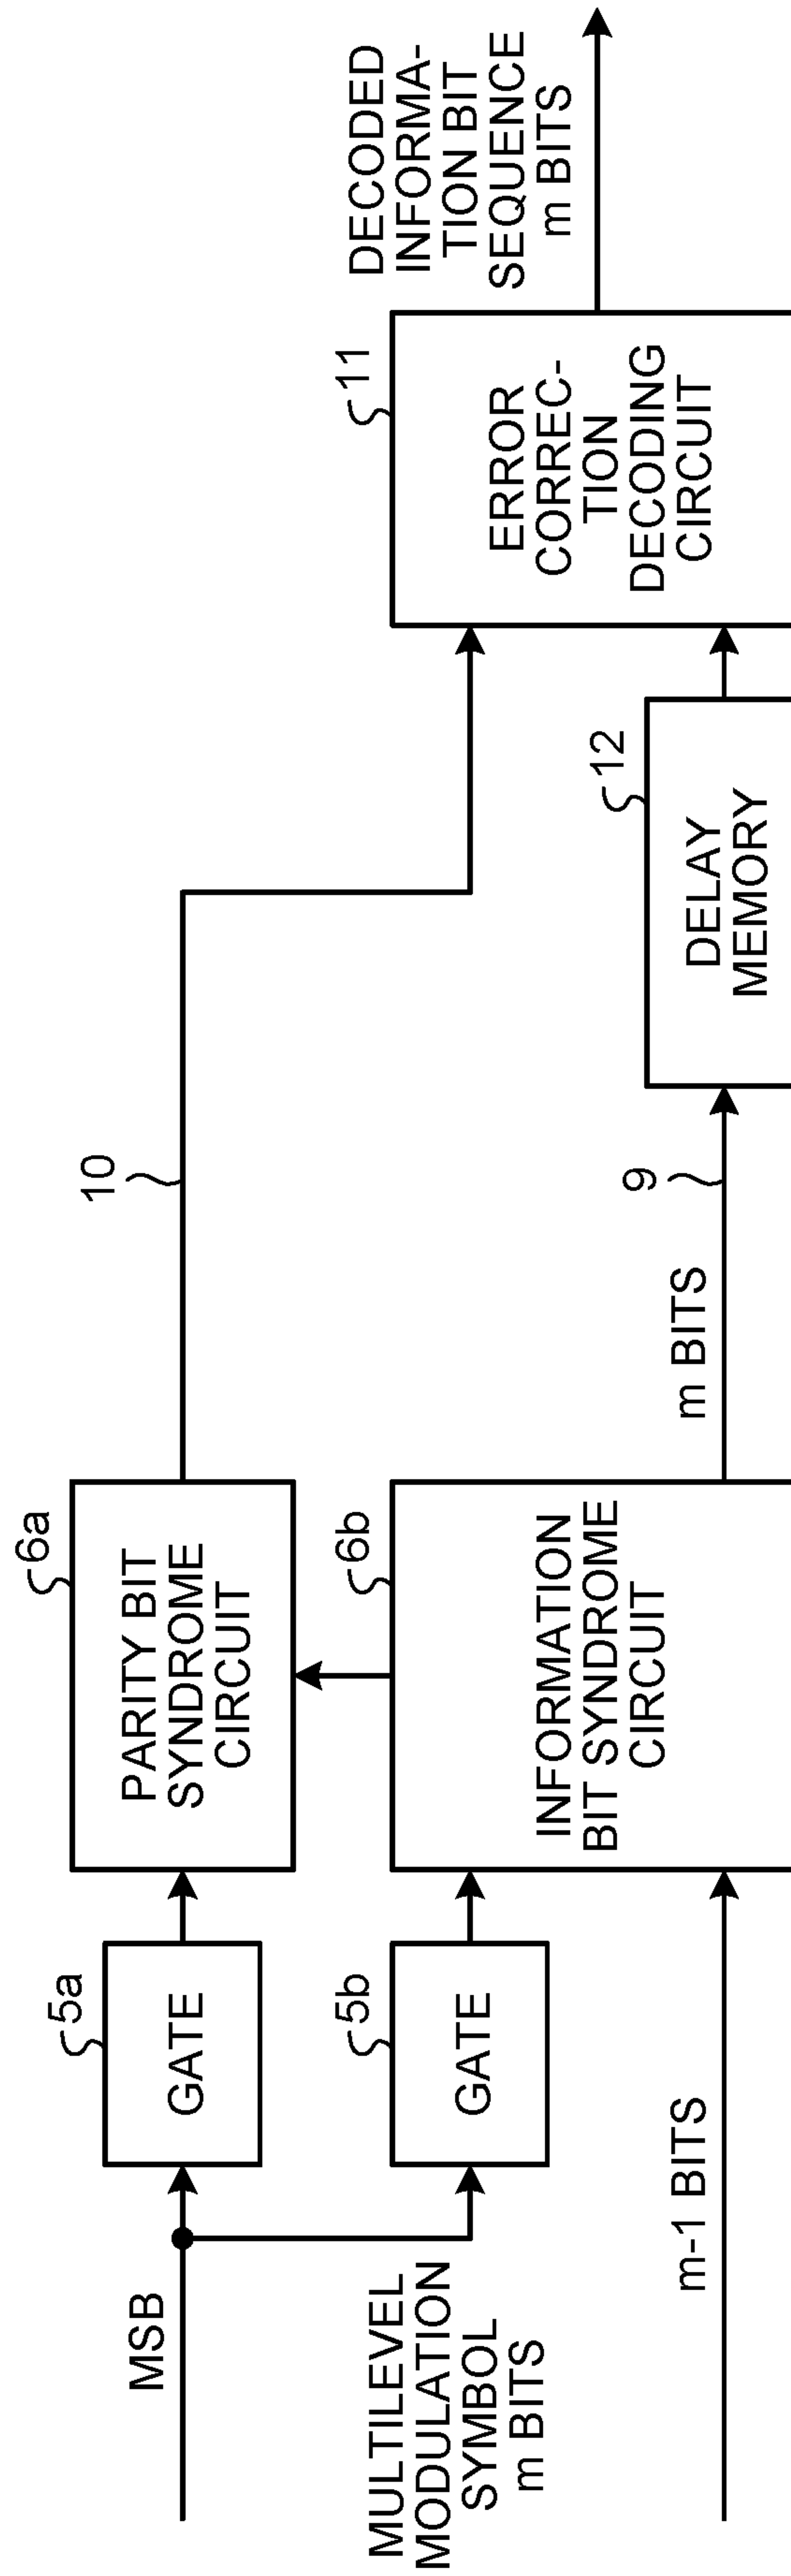 MSB
MULTILEVEL
MODULATION
SYMBOL
m BITS
m-1 BITS
5a
GATE
5b
GATE
6a
PARITY BIT
SYNDROME
CIRCUIT
6b
INFORMATION
BIT SYNDROME
CIRCUIT
10
m BITS
9
12
DELAY
MEMORY
11
ERROR
CORREC-
TION
DECODING
CIRCUIT
DECODED
INFORMA-
TION BIT
SEQUENCE
m BITS